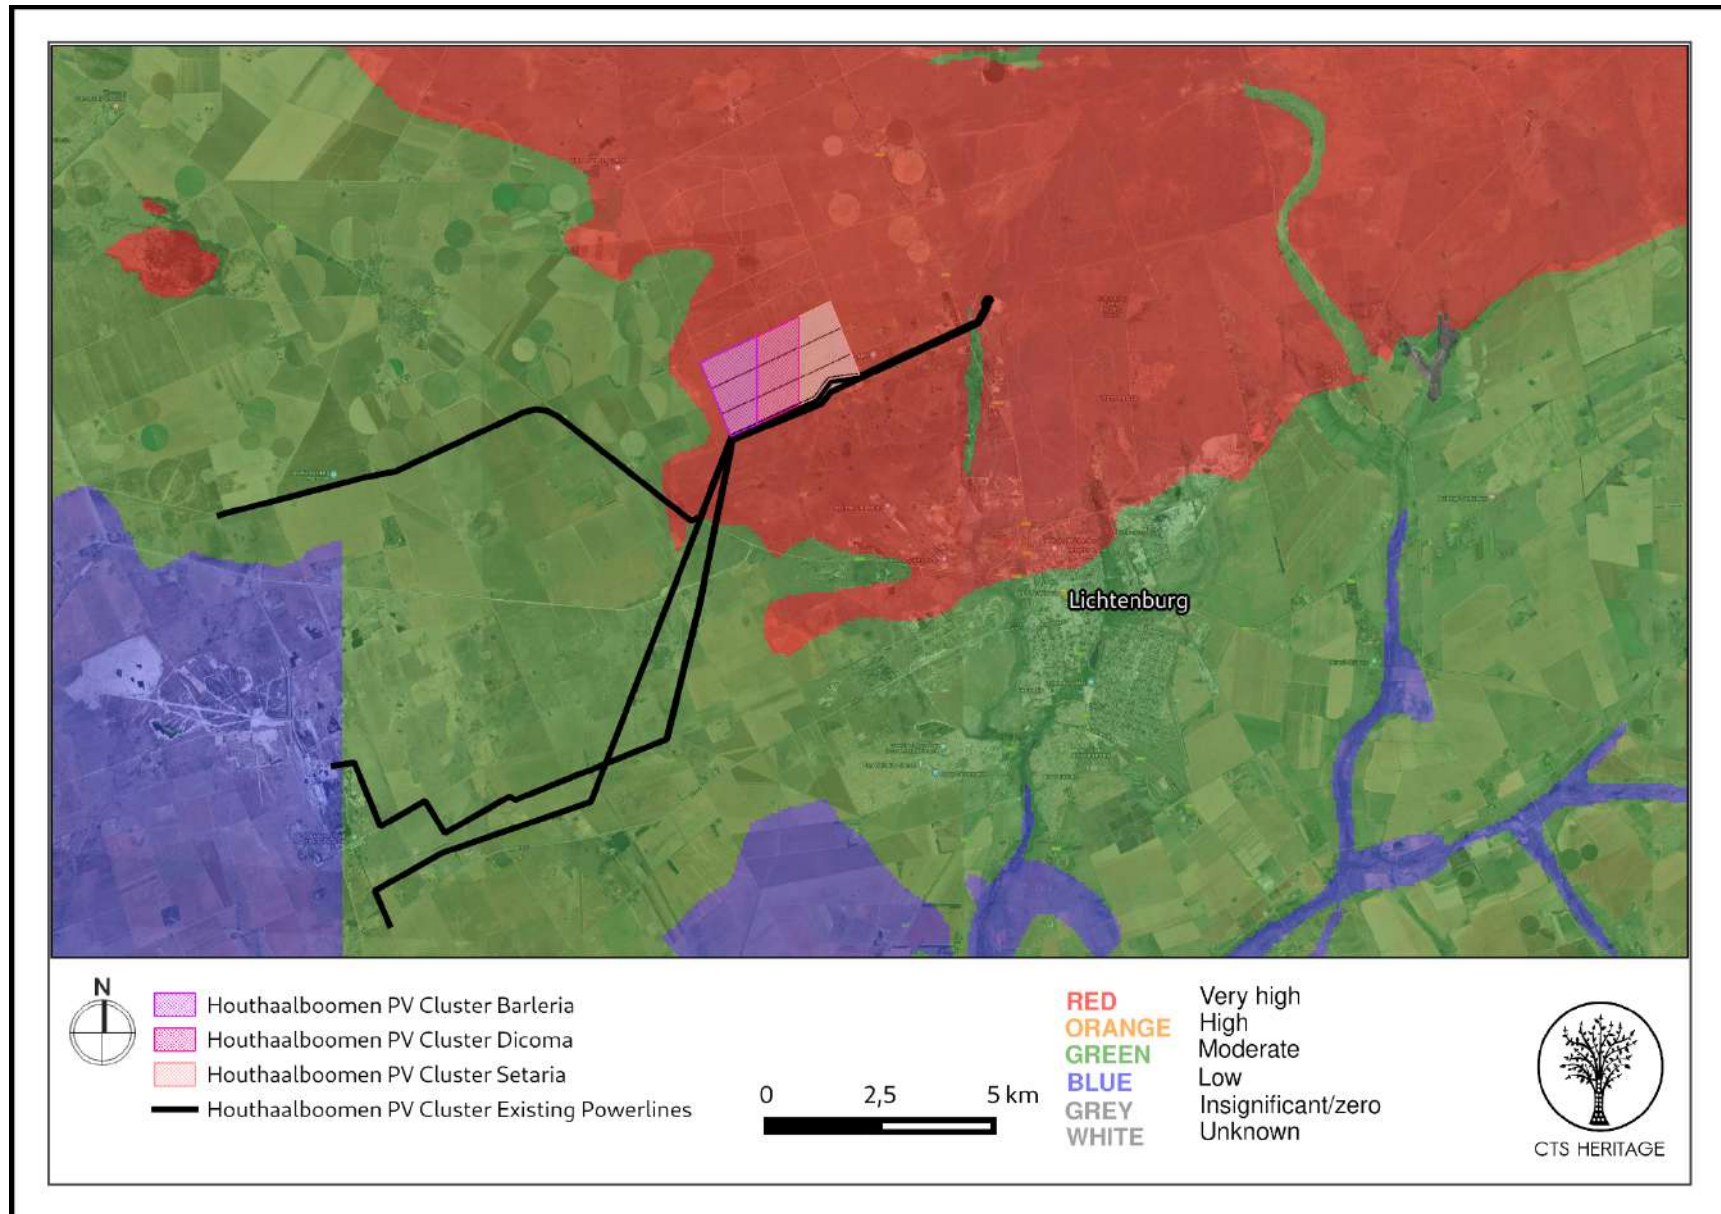 Lichtenburg
N
Houthaalboomen PV Cluster Barleria
Houthaalboomen PV Cluster Dicoma
Houthaalboomen PV Cluster Setaria
Houthaalboomen PV Cluster Existing Powerlines
0 2,5 5 km
RED Very high
ORANGE High
GREEN Moderate
BLUE Low
GREY Insignificant/zero
WHITE Unknown
CTS HERITAGE